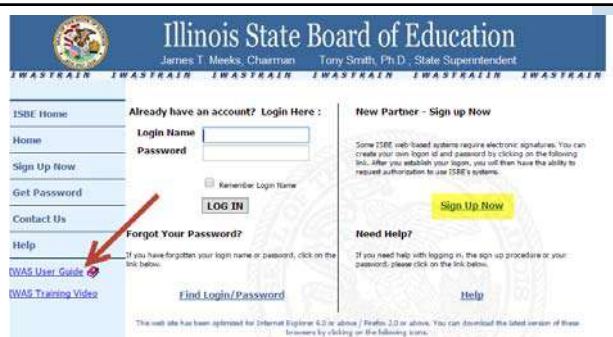 Illinois State Board of Education
James T. Meeks, Chairman Tony Smith, Ph.D., State Superintendent
IWASTRAIN IWASTRAIN IWASTRAIN IWASTRAIN IWASTRAIN IWASTRAIN
ISBE Home
Home
Sign Up Now
Get Password
Contact Us
Help
IWAS User Guide
IWAS Training Video
Already have an account? Login Here :
Login Name
Password
Remember Login Name
LOG IN
Forgot Your Password?
If you have forgotten your login name or password, click on the
link below.
Find Login/Password
New Partner - Sign up Now
Some ISBE web-based systems require electronic signatures. You can
create your own logon id and password by clicking on the following
link. After you establish your logon, you will then have the ability to
request authorization to use ISBE's systems.
Sign Up Now
Need Help?
If you need help with logging in, the sign up procedure or your
password, please click on the link below.
Help
This web site has been optimized for Internet Explorer 6.0 or above / Firefox 2.0 or above. You can download the latest version of these
browsers by clicking on the following icons.